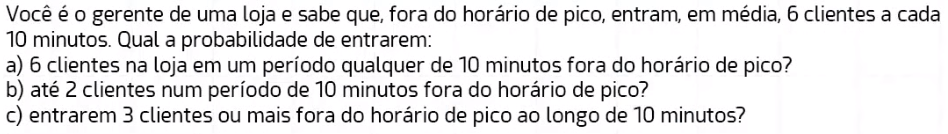 Você é o gerente de uma loja e sabe que, fora do horário de pico, entram, em média, 6 clientes a cada
10 minutos. Qual a probabilidade de entrarem:
a) 6 clientes na loja em um período qualquer de 10 minutos fora do horário de pico?
b) até 2 clientes num período de 10 minutos fora do horário de pico?
c) entrarem 3 clientes ou mais fora do horário de pico ao longo de 10 minutos?